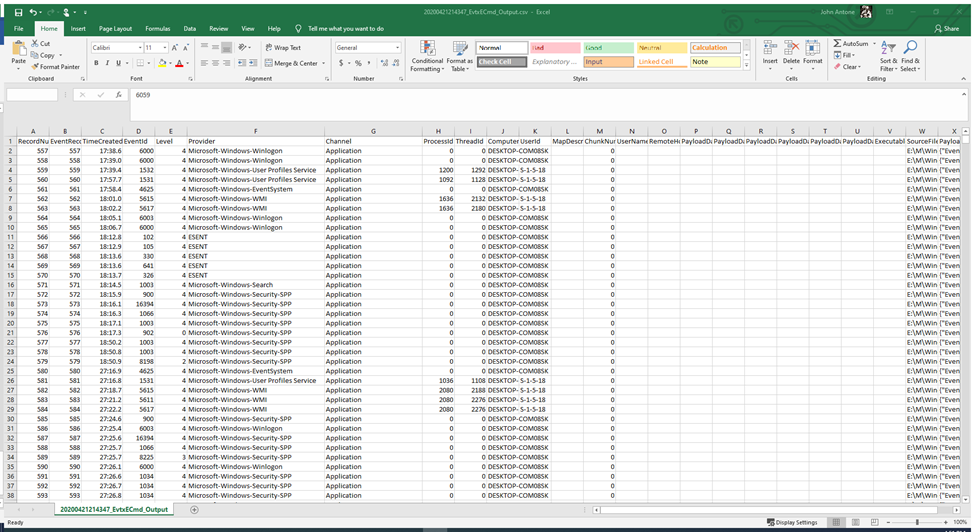 20200421214347_EvtxECmd_Output.csv - Excel
John Antone
File Home Insert Page Layout Formulas Data Review View Help Tell me what you want to do Share
Cut Calibri 11 Wrap Text General Normal Bad Good Neutral Calculation AutoSum
Copy Fill
Paste Format Painter Merge & Center Conditional Formatting Format as Table Check Cell Explanatory ... Input Linked Cell Note Insert Delete Format Clear Sort & Filter Find & Select
Clipboard Font Alignment Number Styles Cells Editing
6059
A B C D E F G H I J K L M N O P Q R S T U V W X
1 RecordNu EventRec TimeCreated EventId Level Provider Channel ProcessId ThreadId Computer UserId MapDescr ChunkNur UserName RemoteHo PayloadDa PayloadDa PayloadDa PayloadDa PayloadDa PayloadDa Executabl SourceFile Payload
2 557 557 17:38.6 6000 4 Microsoft-Windows-Winlogon Application 0 0 DESKTOP-COM08SK 0 E:\M\Win {"Even
3 558 558 17:39.0 6000 4 Microsoft-Windows-Winlogon Application 0 0 DESKTOP-COM08SK 0 E:\M\Win {"Even
4 559 559 17:39.4 1532 4 Microsoft-Windows-User Profiles Service Application 1200 1292 DESKTOP- S-1-5-18 0 E:\M\Win {"Even
5 560 560 17:57.7 1531 4 Microsoft-Windows-User Profiles Service Application 1092 1128 DESKTOP- S-1-5-18 0 E:\M\Win {"Even
6 561 561 17:58.4 4625 4 Microsoft-Windows-EventSystem Application 0 0 DESKTOP-COM08SK 0 E:\M\Win {"Even
7 562 562 18:01.0 5615 4 Microsoft-Windows-WMI Application 1636 2132 DESKTOP- S-1-5-18 0 E:\M\Win {"Even
8 563 563 18:02.2 5617 4 Microsoft-Windows-WMI Application 1636 2180 DESKTOP- S-1-5-18 0 E:\M\Win {"Even
9 564 564 18:05.1 6003 4 Microsoft-Windows-Winlogon Application 0 0 DESKTOP-COM08SK 0 E:\M\Win {"Even
10 565 565 18:06.7 6000 4 Microsoft-Windows-Winlogon Application 0 0 DESKTOP-COM08SK 0 E:\M\Win {"Even
11 566 566 18:12.8 102 4 ESENT Application 0 0 DESKTOP-COM08SK 0 E:\M\Win {"Even
12 567 567 18:12.9 105 4 ESENT Application 0 0 DESKTOP-COM08SK 0 E:\M\Win {"Even
13 568 568 18:13.6 330 4 ESENT Application 0 0 DESKTOP-COM08SK 0 E:\M\Win {"Even
14 569 569 18:13.6 641 4 ESENT Application 0 0 DESKTOP-COM08SK 0 E:\M\Win {"Even
15 570 570 18:13.7 326 4 ESENT Application 0 0 DESKTOP-COM08SK 0 E:\M\Win {"Even
16 571 571 18:14.5 1003 4 Microsoft-Windows-Search Application 0 0 DESKTOP-COM08SK 0 E:\M\Win {"Even
17 572 572 18:15.9 900 4 Microsoft-Windows-Security-SPP Application 0 0 DESKTOP-COM08SK 0 E:\M\Win {"Even
18 573 573 18:16.1 16394 4 Microsoft-Windows-Security-SPP Application 0 0 DESKTOP-COM08SK 0 E:\M\Win {"Even
19 574 574 18:16.3 1066 4 Microsoft-Windows-Security-SPP Application 0 0 DESKTOP-COM08SK 0 E:\M\Win {"Even
20 575 575 18:17.1 1003 4 Microsoft-Windows-Security-SPP Application 0 0 DESKTOP-COM08SK 0 E:\M\Win {"Even
21 576 576 18:17.3 902 0 Microsoft-Windows-Security-SPP Application 0 0 DESKTOP-COM08SK 0 E:\M\Win {"Even
22 577 577 18:50.2 1003 4 Microsoft-Windows-Security-SPP Application 0 0 DESKTOP-COM08SK 0 E:\M\Win {"Even
23 578 578 18:50.8 1003 4 Microsoft-Windows-Security-SPP Application 0 0 DESKTOP-COM08SK 0 E:\M\Win {"Even
24 579 579 18:50.9 8198 2 Microsoft-Windows-Security-SPP Application 0 0 DESKTOP-COM08SK 0 E:\M\Win {"Even
25 580 580 27:16.9 4625 4 Microsoft-Windows-EventSystem Application 0 0 DESKTOP-COM08SK 0 E:\M\Win {"Even
26 581 581 27:16.8 1531 4 Microsoft-Windows-User Profiles Service Application 1036 1108 DESKTOP- S-1-5-18 0 E:\M\Win {"Even
27 582 582 27:18.7 5615 4 Microsoft-Windows-WMI Application 2080 2188 DESKTOP- S-1-5-18 0 E:\M\Win {"Even
28 583 583 27:21.2 5611 4 Microsoft-Windows-WMI Application 2080 2276 DESKTOP- S-1-5-18 0 E:\M\Win {"Even
29 584 584 27:22.2 5617 4 Microsoft-Windows-WMI Application 2080 2276 DESKTOP- S-1-5-18 0 E:\M\Win {"Even
30 585 585 27:24.6 900 4 Microsoft-Windows-Security-SPP Application 0 0 DESKTOP-COM08SK 0 E:\M\Win {"Even
31 586 586 27:25.4 6003 4 Microsoft-Windows-Winlogon Application 0 0 DESKTOP-COM08SK 0 E:\M\Win {"Even
32 587 587 27:25.6 16394 4 Microsoft-Windows-Security-SPP Application 0 0 DESKTOP-COM08SK 0 E:\M\Win {"Even
33 588 588 27:25.7 1066 4 Microsoft-Windows-Security-SPP Application 0 0 DESKTOP-COM08SK 0 E:\M\Win {"Even
34 589 589 27:25.7 8225 3 Microsoft-Windows-Security-SPP Application 0 0 DESKTOP-COM08SK 0 E:\M\Win {"Even
35 590 590 27:26.1 6000 4 Microsoft-Windows-Winlogon Application 0 0 DESKTOP-COM08SK 0 E:\M\Win {"Even
36 591 591 27:26.6 1034 4 Microsoft-Windows-Security-SPP Application 0 0 DESKTOP-COM08SK 0 E:\M\Win {"Even
37 592 592 27:26.7 1034 4 Microsoft-Windows-Security-SPP Application 0 0 DESKTOP-COM08SK 0 E:\M\Win {"Even
38 593 593 27:26.8 1034 4 Microsoft-Windows-Security-SPP Application 0 0 DESKTOP-COM08SK 0 E:\M\Win {"Even
20200421214347_EvtxECmd_Output
Ready Display Settings 100%